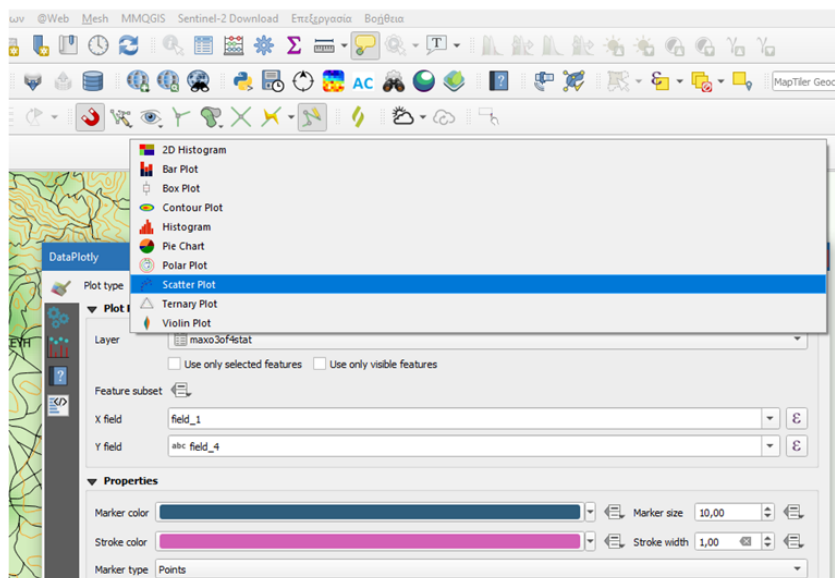 ων @Web Mesh MMQGIS Sentinel-2 Download Επεξεργασία Βοήθεια
T
AC ? MapTiler Geoc
2D Histogram
Bar Plot
Box Plot
Contour Plot
Histogram
Pie Chart
DataPlotly
Polar Plot
Plot type Scatter Plot
Ternary Plot
Violin Plot
Layer maxo3of4stat
Use only selected features Use only visible features
Feature subset
X field field_1 ε
Y field abc field_4 ε
Properties
Marker color Marker size 10,00
Stroke color Stroke width 1,00
Marker type Points